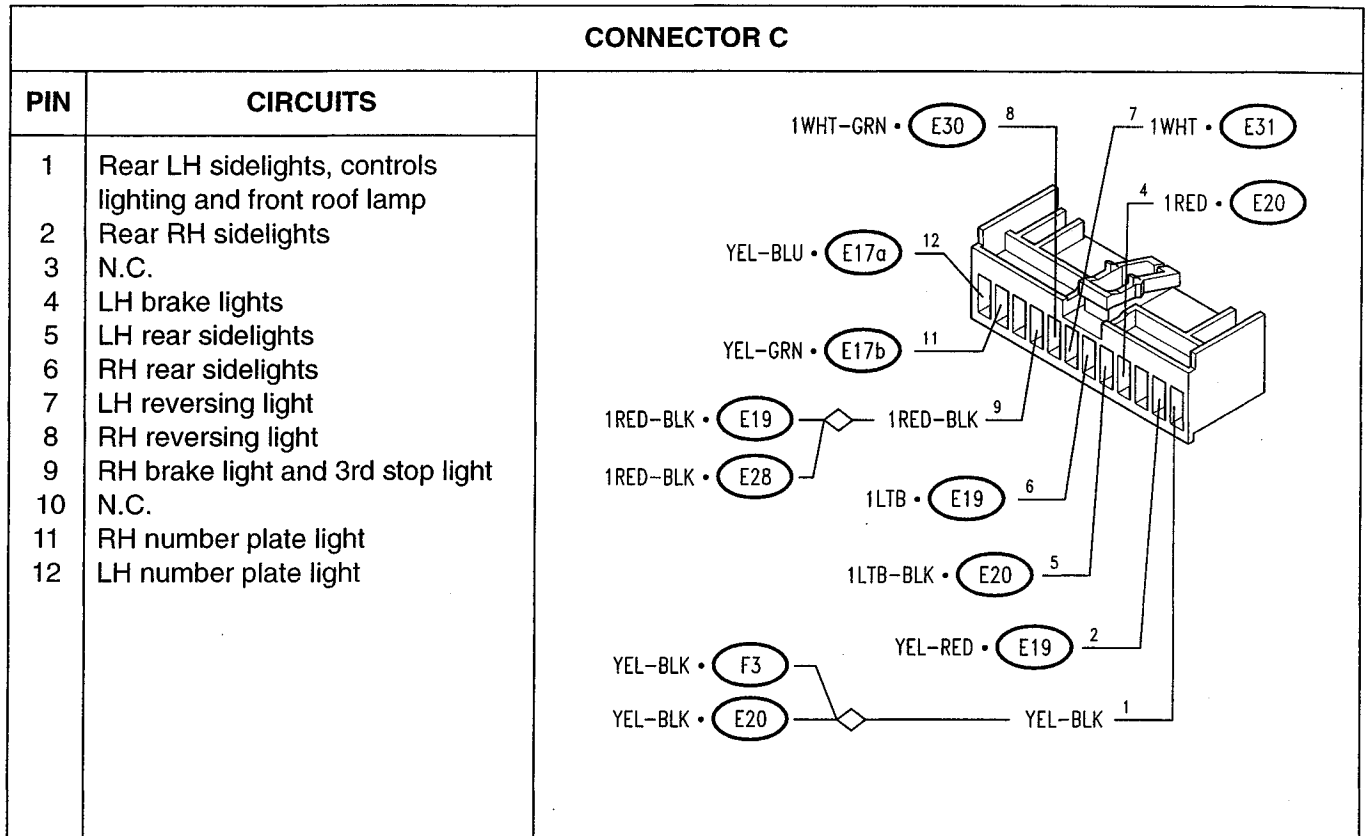 CONNECTOR C
PIN CIRCUITS
1 Rear LH sidelights, controls
lighting and front roof lamp
2 Rear RH sidelights
3 N.C.
4 LH brake lights
5 LH rear sidelights
6 RH rear sidelights
7 LH reversing light
8 RH reversing light
9 RH brake light and 3rd stop light
10 N.C.
11 RH number plate light
12 LH number plate light
1WHT-GRN • E30 8
7 1WHT • E31
4 1RED • E20
YEL-BLU • E17a 12
YEL-GRN • E17b 11
1RED-BLK • E19 1RED-BLK 9
1RED-BLK • E28
1LTB • E19 6
1LTB-BLK • E20 5
YEL-RED • E19 2
YEL-BLK • F3
YEL-BLK • E20 YEL-BLK 1